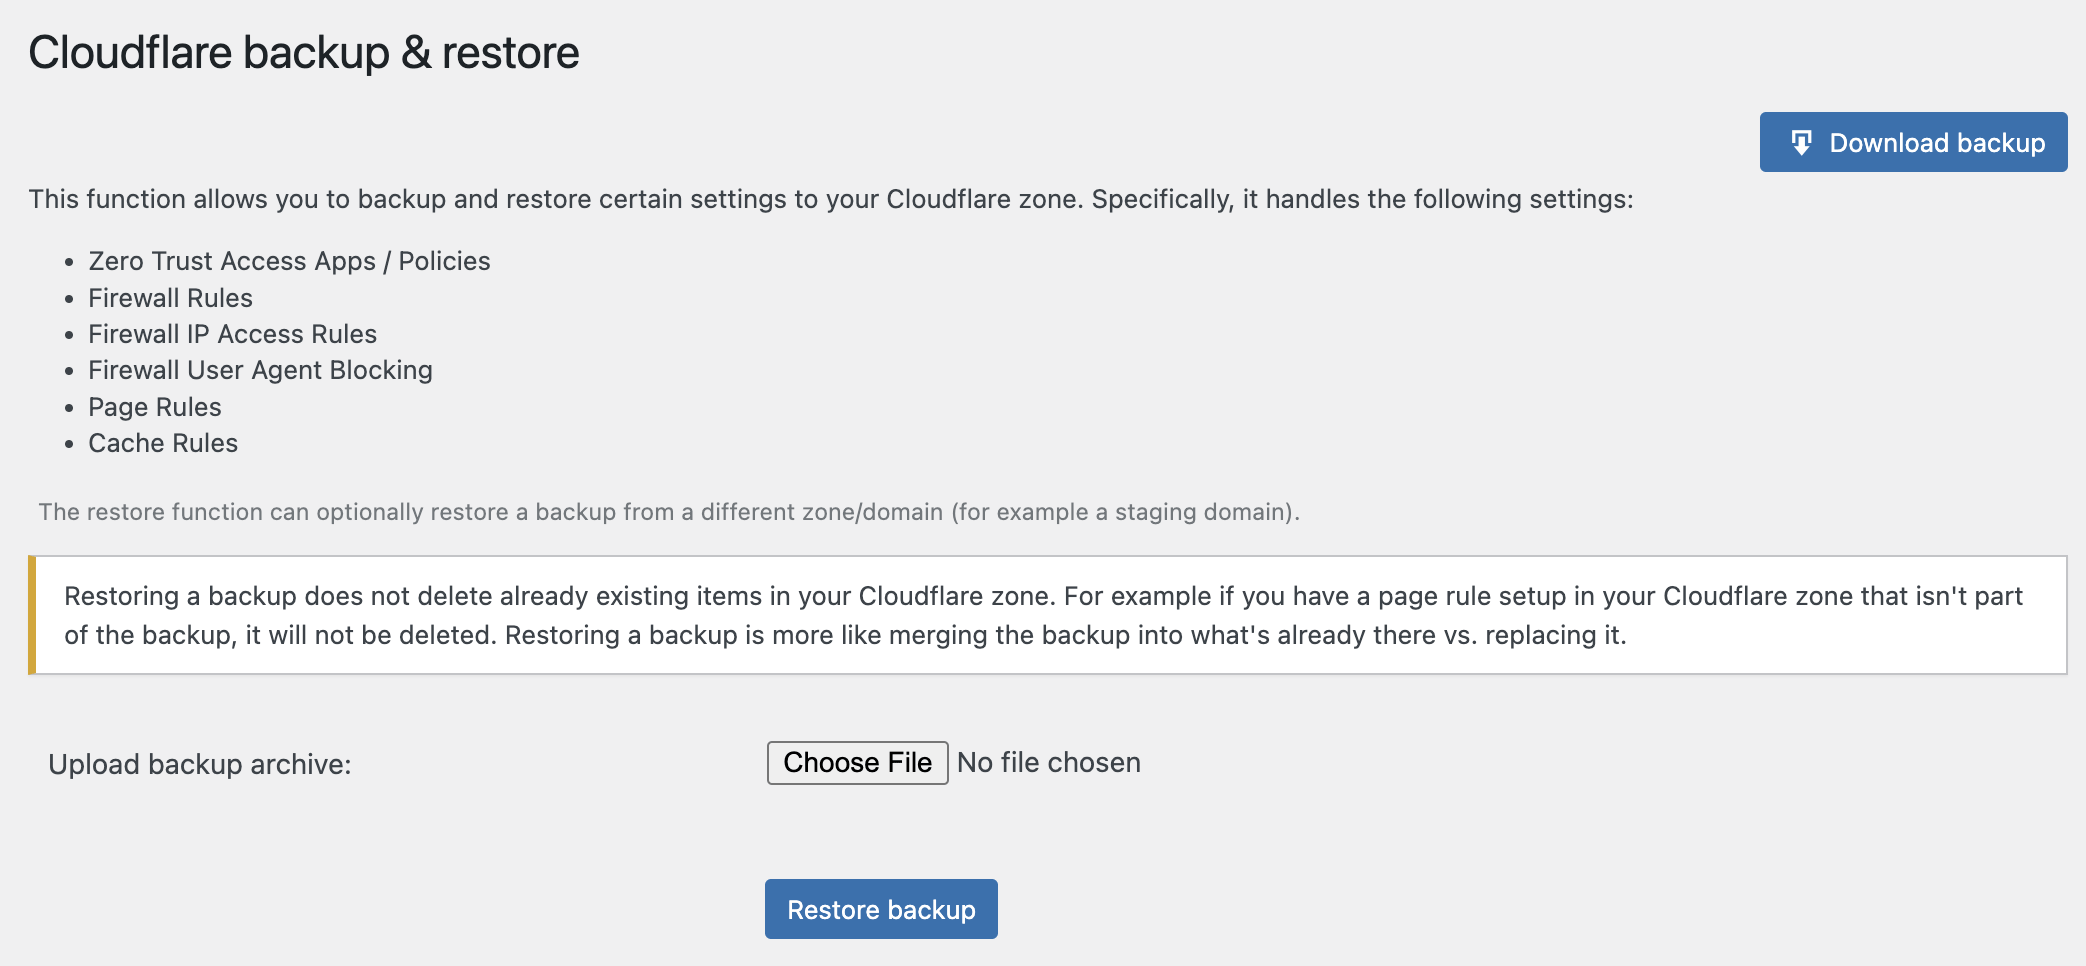 Cloudflare backup & restore
Download backup
This function allows you to backup and restore certain settings to your Cloudflare zone. Specifically, it handles the following settings:
• Zero Trust Access Apps / Policies
• Firewall Rules
• Firewall IP Access Rules
• Firewall User Agent Blocking
• Page Rules
• Cache Rules
The restore function can optionally restore a backup from a different zone/domain (for example a staging domain).
Restoring a backup does not delete already existing items in your Cloudflare zone. For example if you have a page rule setup in your Cloudflare zone that isn't part
of the backup, it will not be deleted. Restoring a backup is more like merging the backup into what's already there vs. replacing it.
Upload backup archive:
Choose File No file chosen
Restore backup